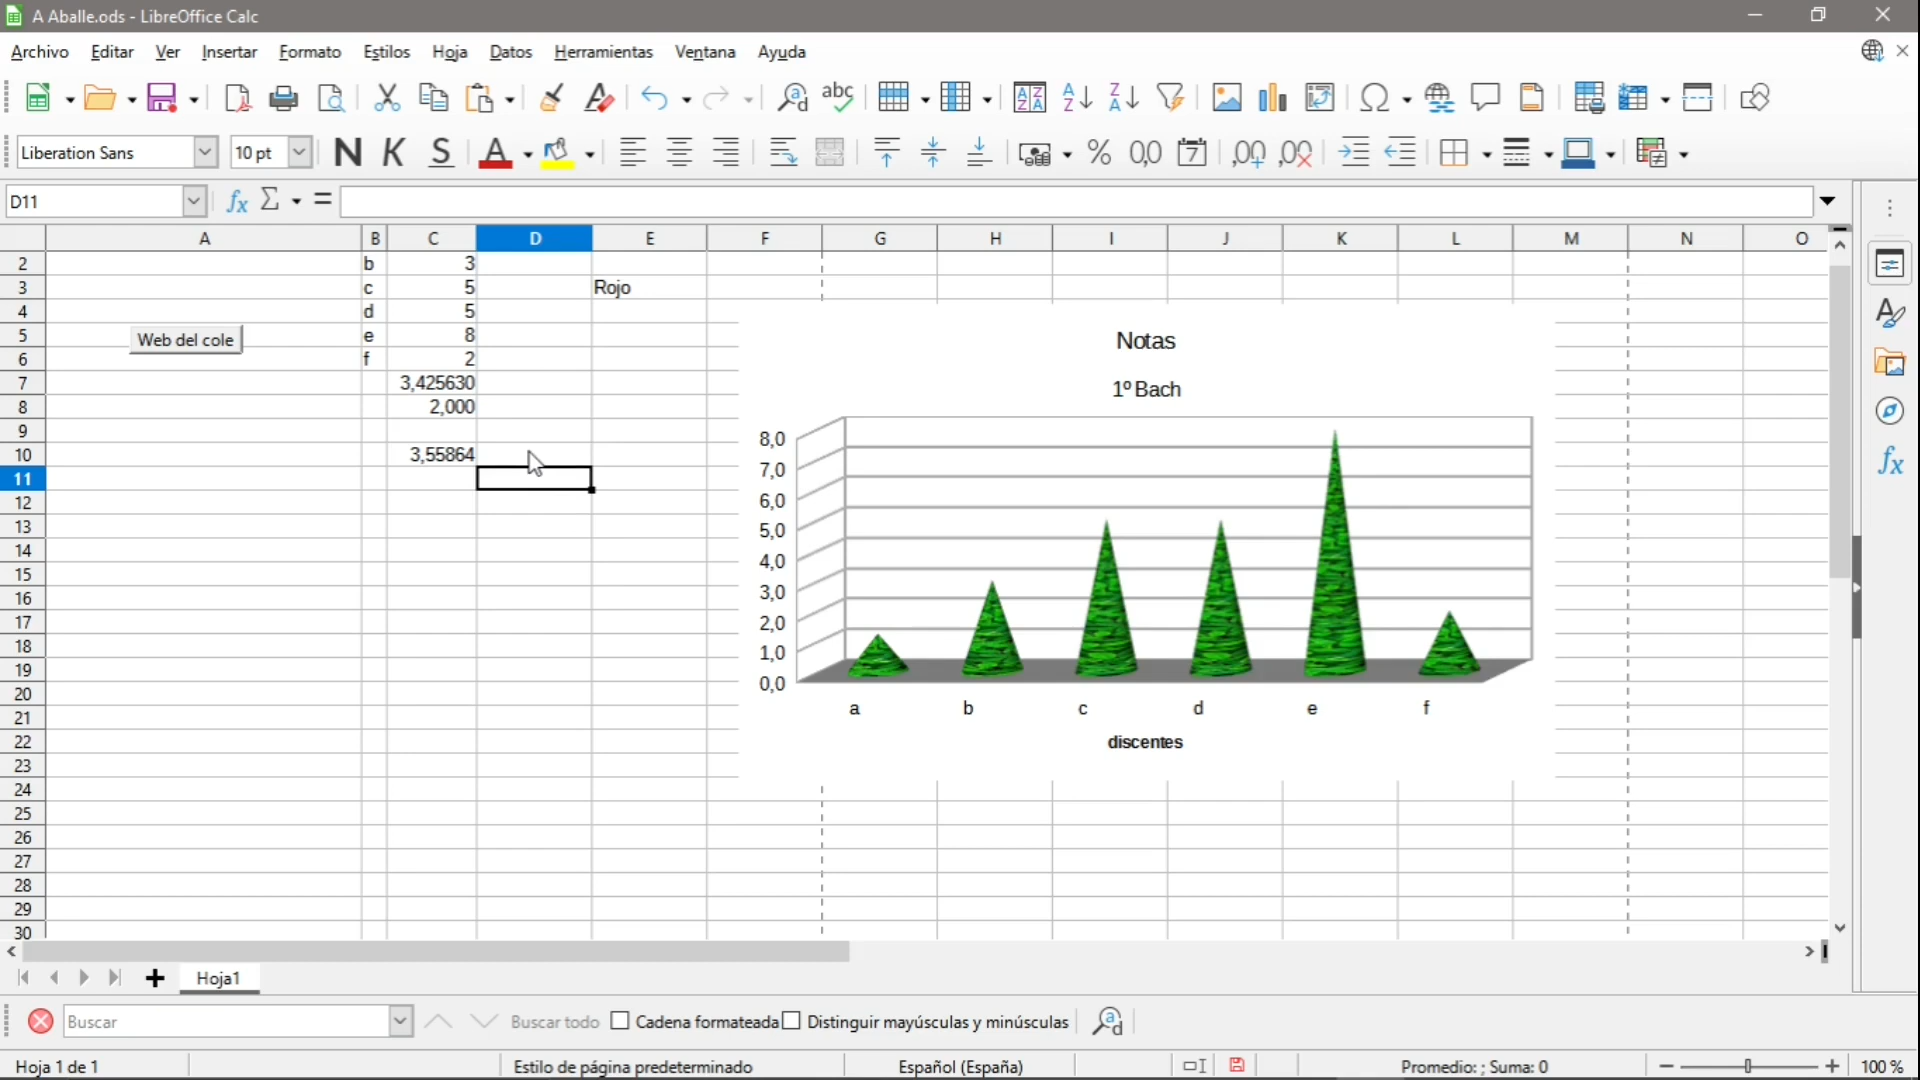 A Aballe.ods - LibreOffice Calc
Archivo Editar Ver Insertar Formato Estilos Hoja Datos Herramientas Ventana Ayuda
Liberation Sans 10 pt N K S
D11
A B C D E F G H I J K L M N O
2 b 3
3 c 5 Rojo
4 d 5
5 Web del cole e 8
6 f 2
7 3,425630
8 2,000
9
10 3,55864
11
12
13
14
15
16
17
18
19
20
21
22
23
24
25
26
27
28
29
30
Notas
1º Bach
8,0
7,0
6,0
5,0
4,0
3,0
2,0
1,0
0,0
a b c d e f
discentes
Hoja1
Buscar Buscar todo Cadena formateada Distinguir mayúsculas y minúsculas
Hoja 1 de 1 Estilo de página predeterminado Español (España) Promedio: ; Suma: 0 100 %